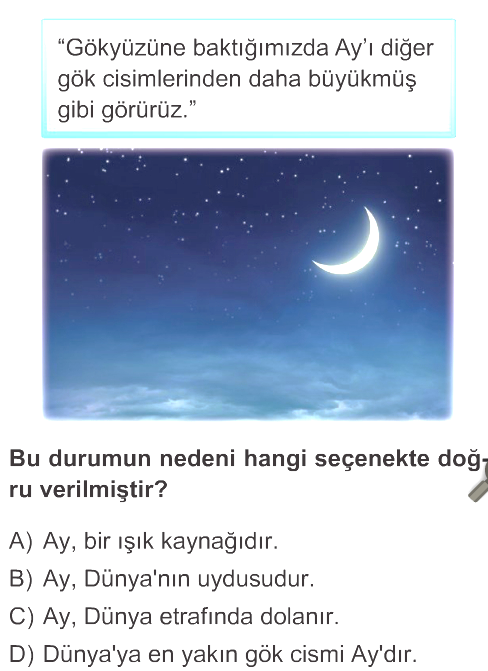 “Gökyüzüne baktığımızda Ay’ı diğer
gök cisimlerinden daha büyükmüş
gibi görürüz.”
Bu durumun nedeni hangi seçenekte doğ-
ru verilmiştir?
A) Ay, bir ışık kaynağıdır.
B) Ay, Dünya'nın uydusudur.
C) Ay, Dünya etrafında dolanır.
D) Dünya'ya en yakın gök cismi Ay'dır.